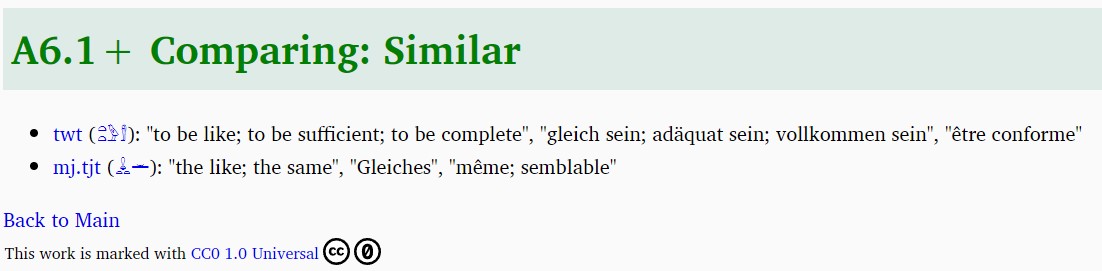 A6.1+ Comparing: Similar
twt (): "to be like; to be sufficient; to be complete", "gleich sein; adäquat sein; vollkommen sein", "être conforme"
mj.tjt (): "the like; the same", "Gleiches", "même; semblable"
Back to Main
This work is marked with CC0 1.0 Universal cc 0